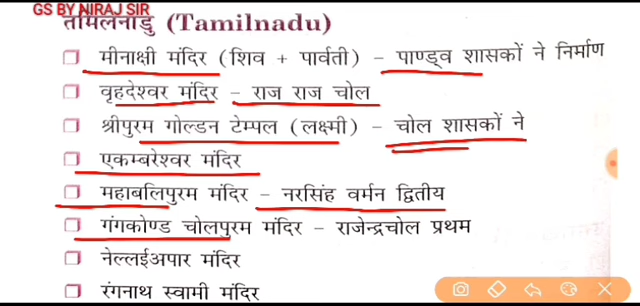 GS BY NIRAJ SIR
तामिलनाडु (Tamilnadu)
मीनाक्षी मंदिर (शिव + पार्वती) – पाण्ड्व शासकों ने निर्माण
वृहदेश्वर मंदिर – राज राज चोल
श्रीपुरम गोल्डन टेम्पल (लक्ष्मी) – चोल शासकों ने
एकम्बरेश्वर मंदिर
महाबलिपुरम मंदिर – नरसिंह वर्मन द्वितीय
गंगकोण्ड चोलपुरम मंदिर – राजेन्द्रचोल प्रथम
नेल्लईअपार मंदिर
रंगनाथ स्वामी मंदिर